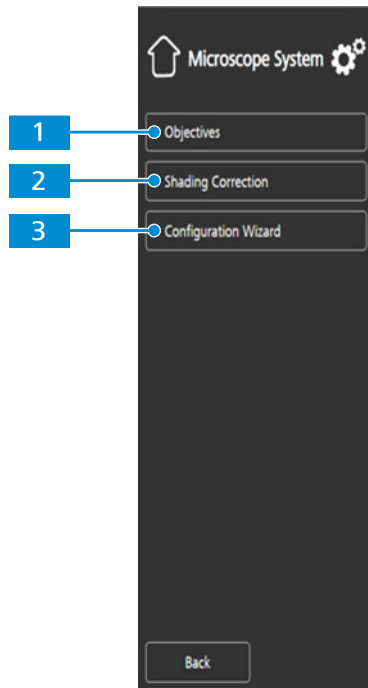 Microscope System
1
Objectives
2
Shading Correction
3
Configuration Wizard
Back